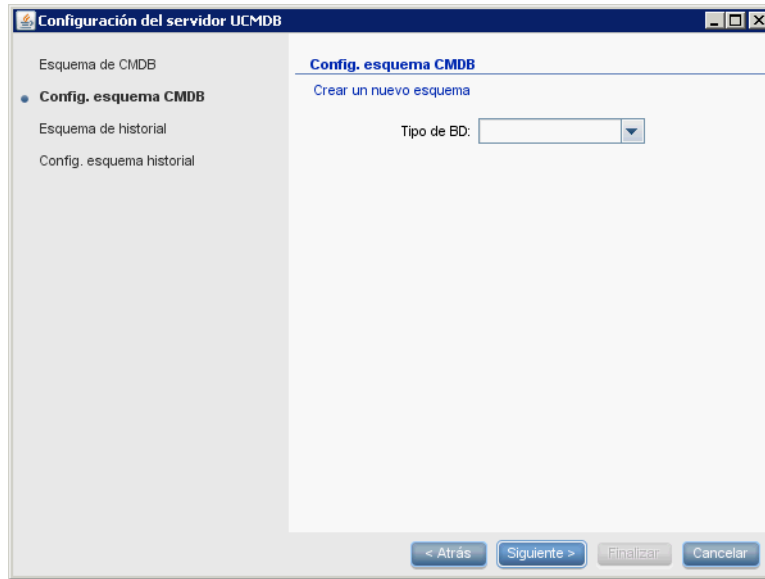 Configuración del servidor UCMDB
Esquema de CMDB
Config. esquema CMDB
Esquema de historial
Config. esquema historial
Config. esquema CMDB
Crear un nuevo esquema
Tipo de BD:
< Atrás
Siguiente >
Finalizar
Cancelar